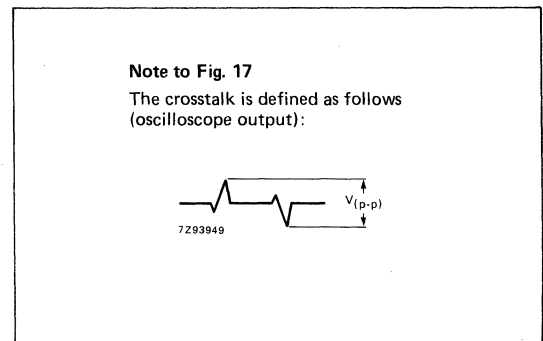 Note to Fig. 17
The crosstalk is defined as follows
(oscilloscope output):
V(p-p)
7Z93949